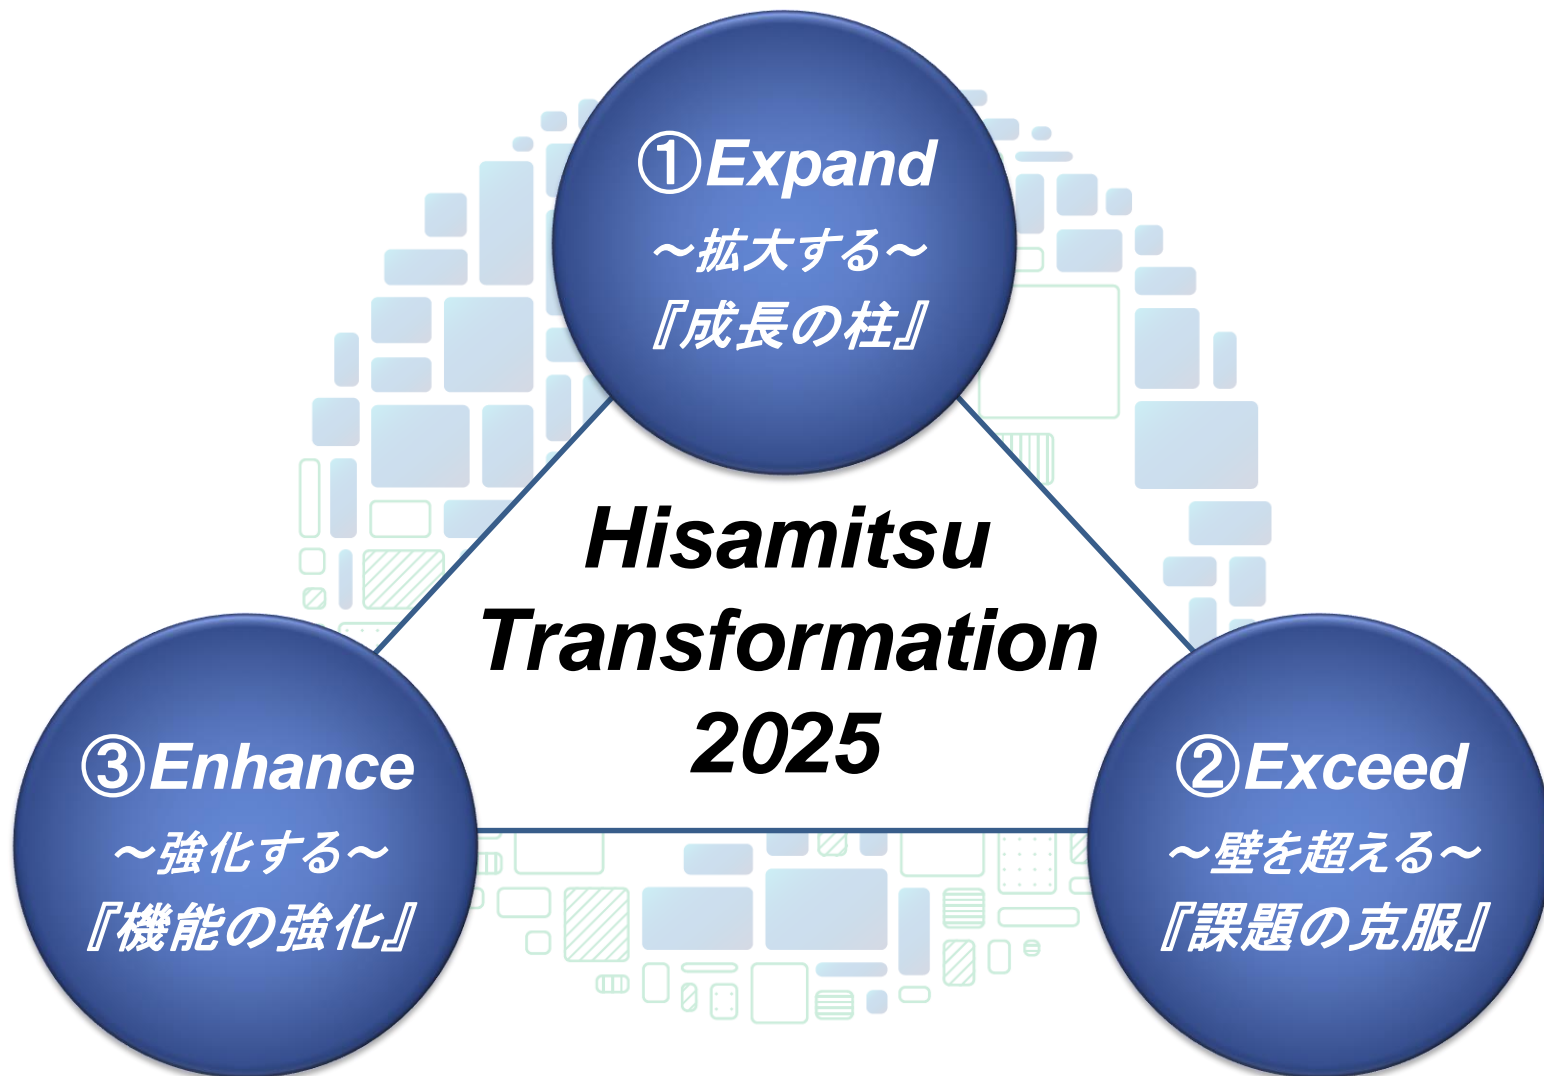 ①Expand
～拡大する～
『成長の柱』
Hisamitsu
Transformation
2025
②Exceed
～壁を超える～
『課題の克服』
③Enhance
～強化する～
『機能の強化』